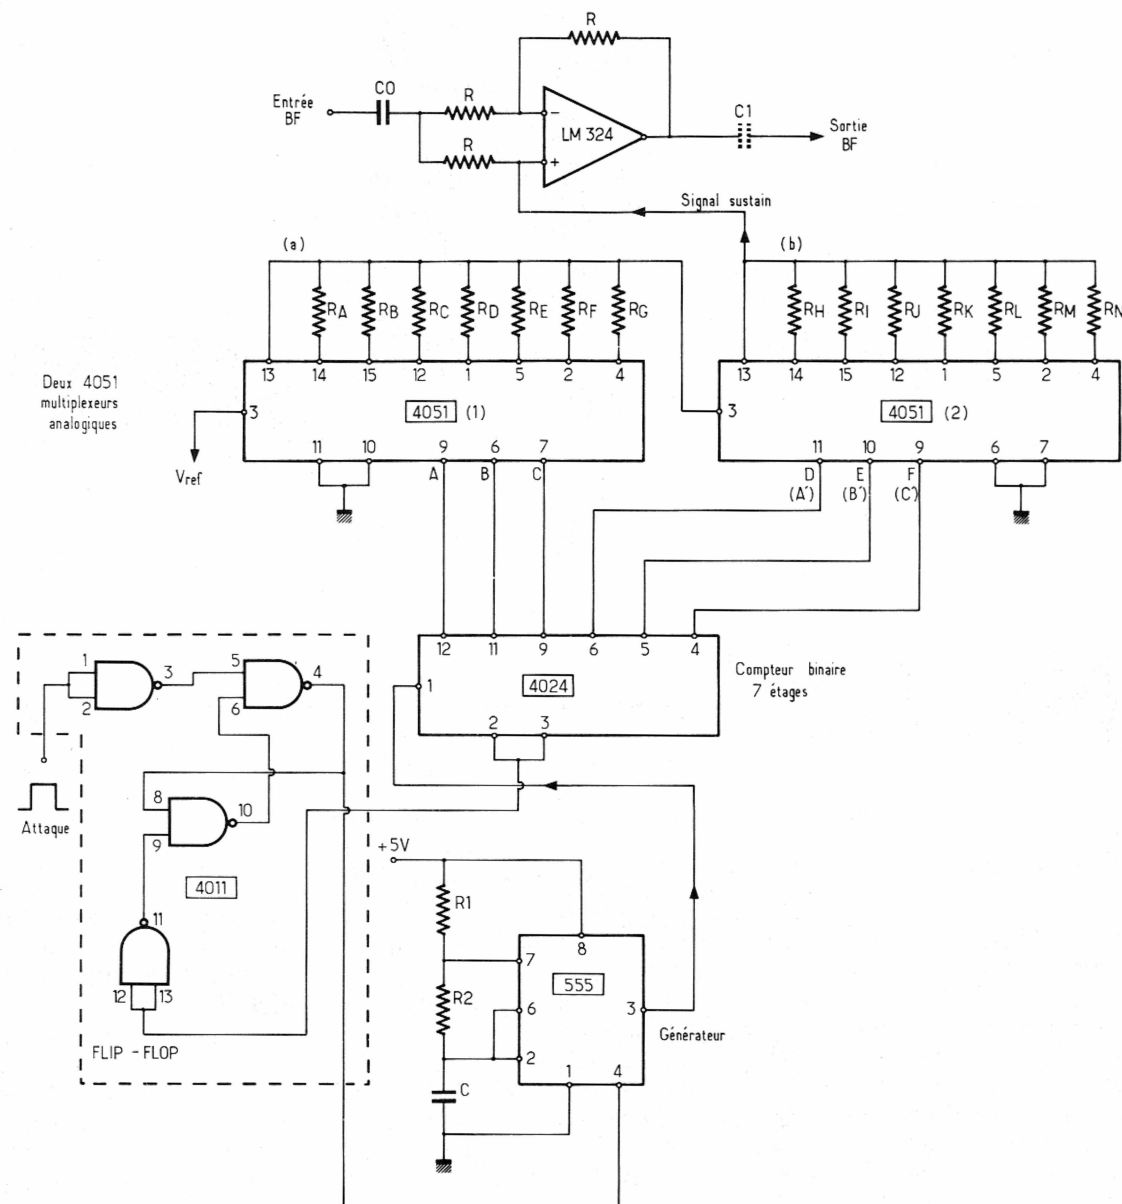 R
C0
Entrée
BF
R
C1
Sortie
BF
−
LM 324
R
+
Signal sustain
(a)
(b)
RA RB RC RD RE RF RG
RH RI RJ RK RL RM RN
13 14 15 12 1 5 2 4
13 14 15 12 1 5 2 4
Deux 4051
multiplexeurs
analogiques
3 4051 (1)
3 4051 (2)
11 10 9 6 7
11 10 9 6 7
Vref
A B C
D E F
(A') (B') (C')
12 11 9 6 5 4
1
4024
Compteur binaire
7 étages
2 3
1
2
3
5
6
4
8
9
10
Attaque
4011
11
12 13
FLIP - FLOP
+5V
R1
8
7
555
R2
6
3
Générateur
2
C
1 4